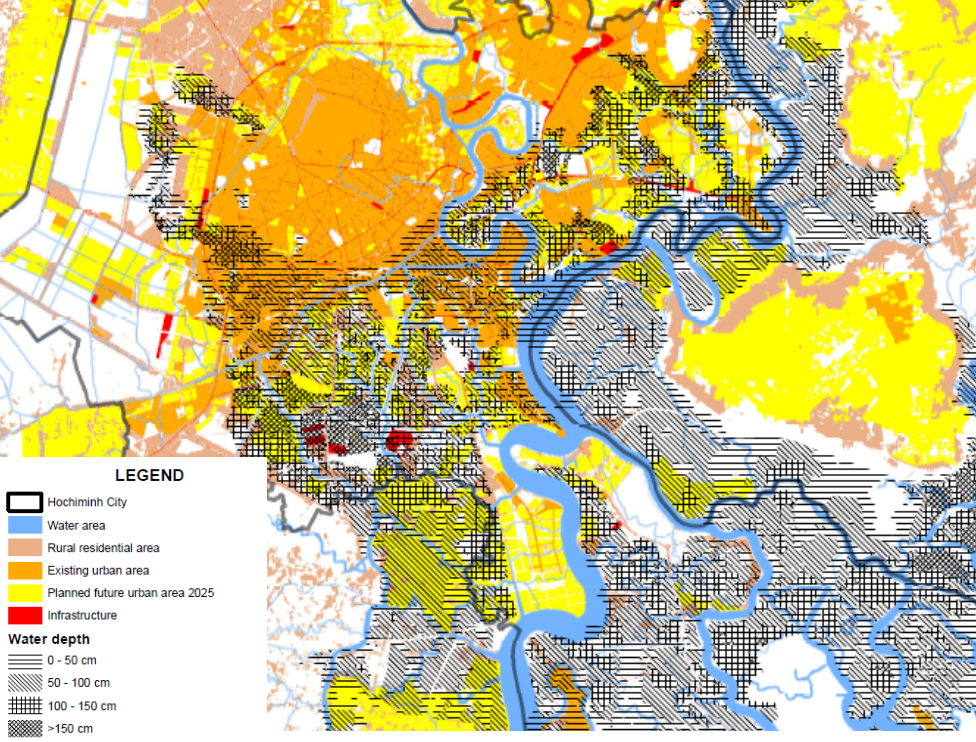 LEGEND
Hochiminh City
Water area
Rural residential area
Existing urban area
Planned future urban area 2025
Infrastructure
Water depth
0 - 50 cm
50 - 100 cm
100 - 150 cm
>150 cm